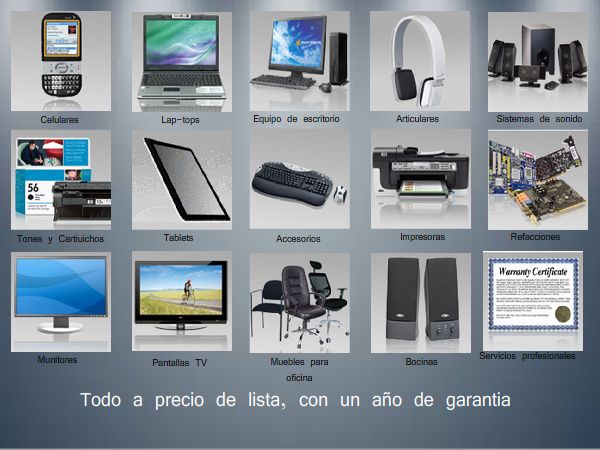 Celulares
Lap-tops
Equipo de escritorio
Articulares
Sistemas de sonido
56
Tones y Cartiuichos
Tablets
Accesorios
Impresoras
Refacciones
Warranty Certificate
Munitores
Pantallas TV
Muebles para
oficina
Bocinas
Servicios profesionales
Todo a precio de lista, con un año de garantia